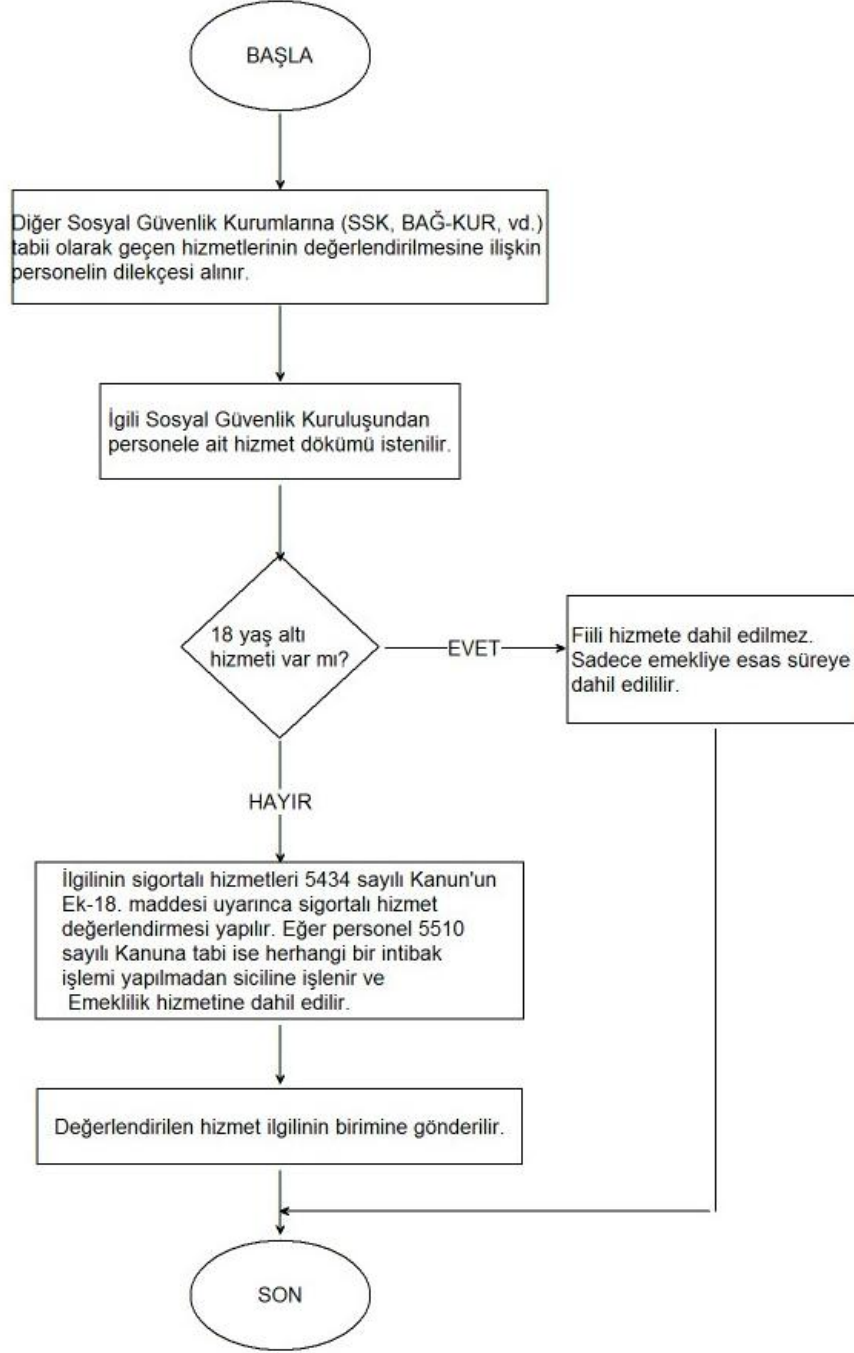 BAŞLA
Diğer Sosyal Güvenlik Kurumlarına (SSK, BAĞ-KUR, vd.)
tabii olarak geçen hizmetlerinin değerlendirilmesine ilişkin
personelin dilekçesi alınır.
İgili Sosyal Güvenlik Kuruluşundan
personele ait hizmet dökümü istenilir.
18 yaş altı
hizmeti var mı?
EVET
Fiili hizmete dahil edilmez.
Sadece emekliye esas süreye
dahil edililir.
HAYIR
İlgilinin sigortalı hizmetleri 5434 sayılı Kanun'un
Ek-18. maddesi uyarınca sigortalı hizmet
değerlendirmesi yapılır. Eğer personel 5510
sayılı Kanuna tabi ise herhangi bir intibak
işlemi yapılmadan siciline işlenir ve
Emeklilik hizmetine dahil edilir.
Değerlendirilen hizmet ilgilinin birimine gönderilir.
SON